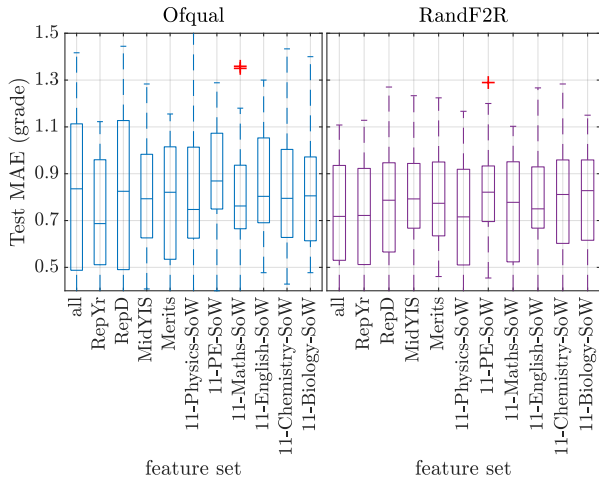 Ofqual
RandF2R
Test MAE (grade)
1.5
1.3
1.1
0.9
0.7
0.5
all
RepYr
RepD
MidYIS
Merits
11-Physics-SoW
11-PE-SoW
11-Maths-SoW
11-English-SoW
11-Chemistry-SoW
11-Biology-SoW
all
RepYr
RepD
MidYIS
Merits
11-Physics-SoW
11-PE-SoW
11-Maths-SoW
11-English-SoW
11-Chemistry-SoW
11-Biology-SoW
feature set
feature set